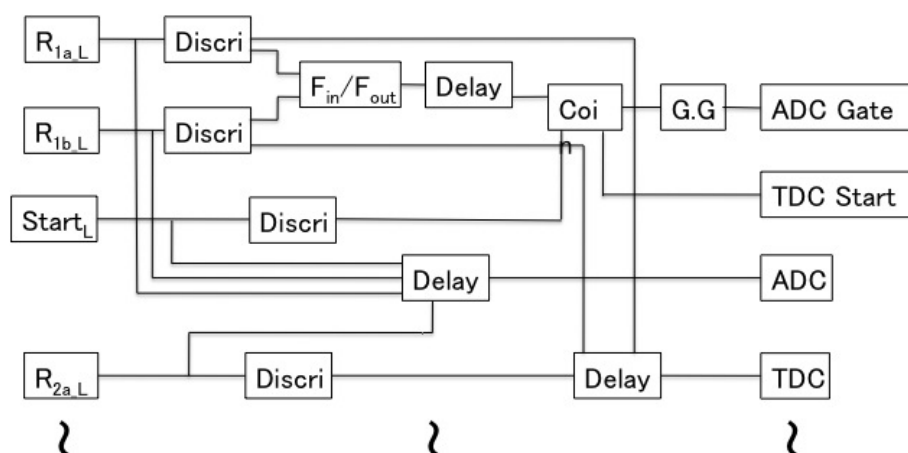 R1a_L Discri
Fin/Fout Delay
Coi
n
G.G ADC Gate
R1b_L Discri
TDC Start
StartL Discri
Delay ADC
R2a_L Discri Delay TDC
~ ~ ~